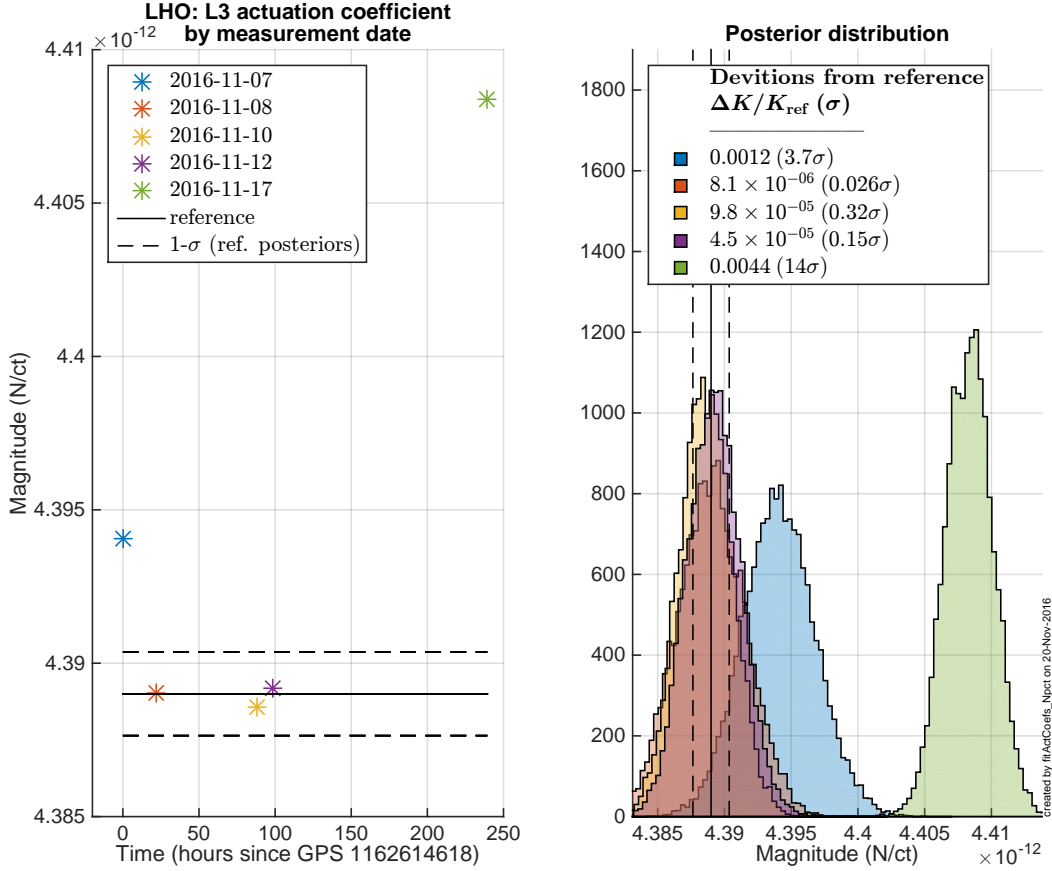 LHO: L3 actuation coefficient
by measurement date
×10⁻¹²
4.41
4.405
4.4
4.395
4.39
4.385
Magnitude (N/ct)
2016-11-07
2016-11-08
2016-11-10
2016-11-12
2016-11-17
reference
1-σ (ref. posteriors)
0 50 100 150 200 250
Time (hours since GPS 1162614618)
Posterior distribution
1800
1600
1400
1200
1000
800
600
400
200
0
Devitions from reference
ΔK/K_ref (σ)
0.0012 (3.7σ)
8.1 × 10⁻⁰⁶ (0.026σ)
9.8 × 10⁻⁰⁵ (0.32σ)
4.5 × 10⁻⁰⁵ (0.15σ)
0.0044 (14σ)
4.385 4.39 4.395 4.4 4.405 4.41
Magnitude (N/ct)
×10⁻¹²
created by fitActCoefs_Npct on 20-Nov-2016